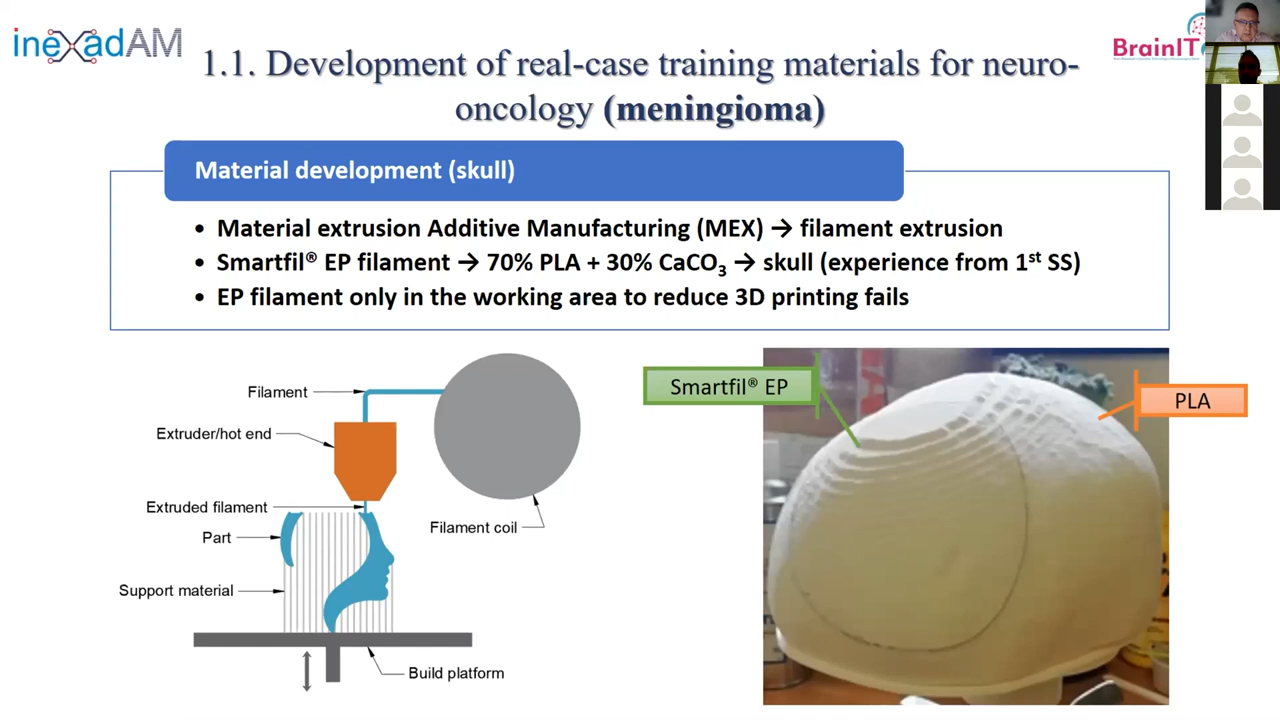 inexadAM
BrainIT
1.1. Development of real-case training materials for neuro-
oncology (meningioma)
Material development (skull)
• Material extrusion Additive Manufacturing (MEX) → filament extrusion
• Smartfil® EP filament → 70% PLA + 30% CaCO₃ → skull (experience from 1st SS)
• EP filament only in the working area to reduce 3D printing fails
Filament
Extruder/hot end
Extruded filament
Part
Support material
Filament coil
Build platform
Smartfil® EP
PLA